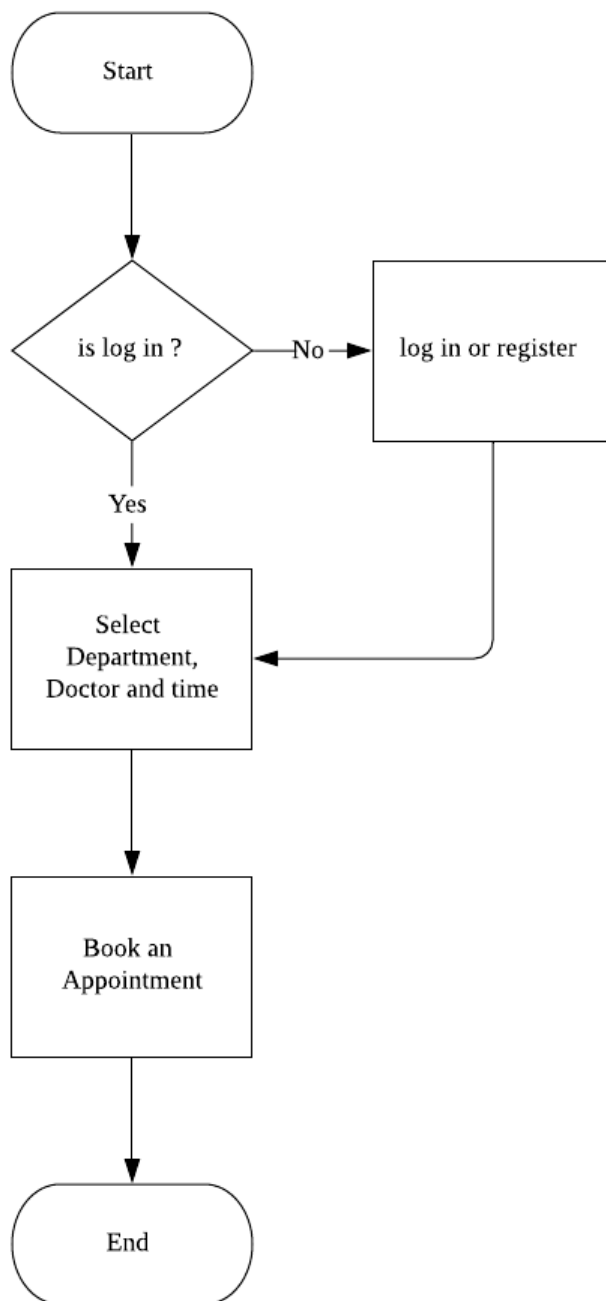 Start
is log in ?
No
log in or register
Yes
Select
Department,
Doctor and time
Book an
Appointment
End